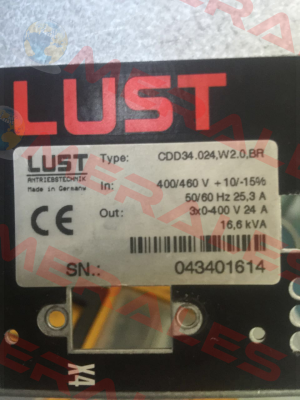 LUST
LUST
ANTRIEBSTECHNIK
Made in Germany
Type: CDD34.024,W2.0,BR
In: 400/460 V +10/-15%
50/60 Hz 25,3 A
Out: 3x0-400 V 24 A
16,6 kVA
CE
SN.: 043401614
X4
MERALES